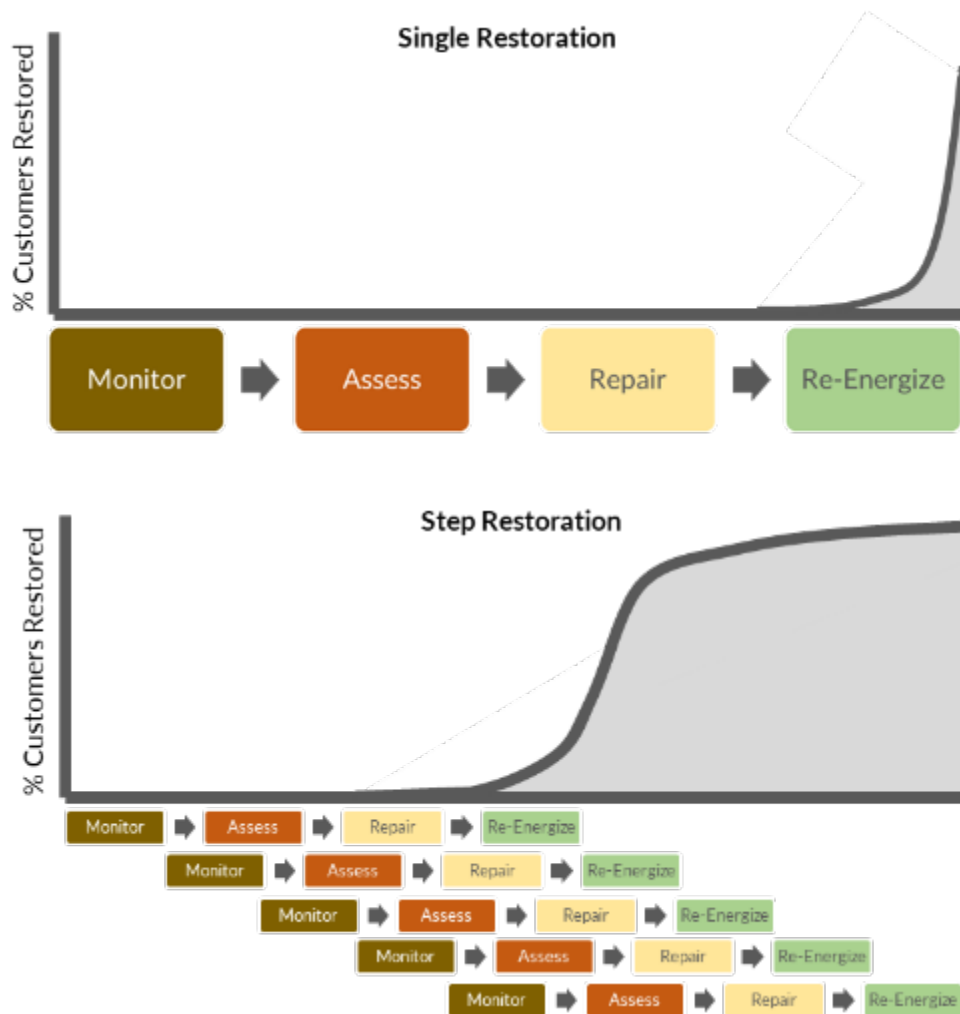 Single Restoration
% Customers Restored
Monitor Assess Repair Re-Energize
Step Restoration
% Customers Restored
Monitor Assess Repair Re-Energize
Monitor Assess Repair Re-Energize
Monitor Assess Repair Re-Energize
Monitor Assess Repair Re-Energize
Monitor Assess Repair Re-Energize